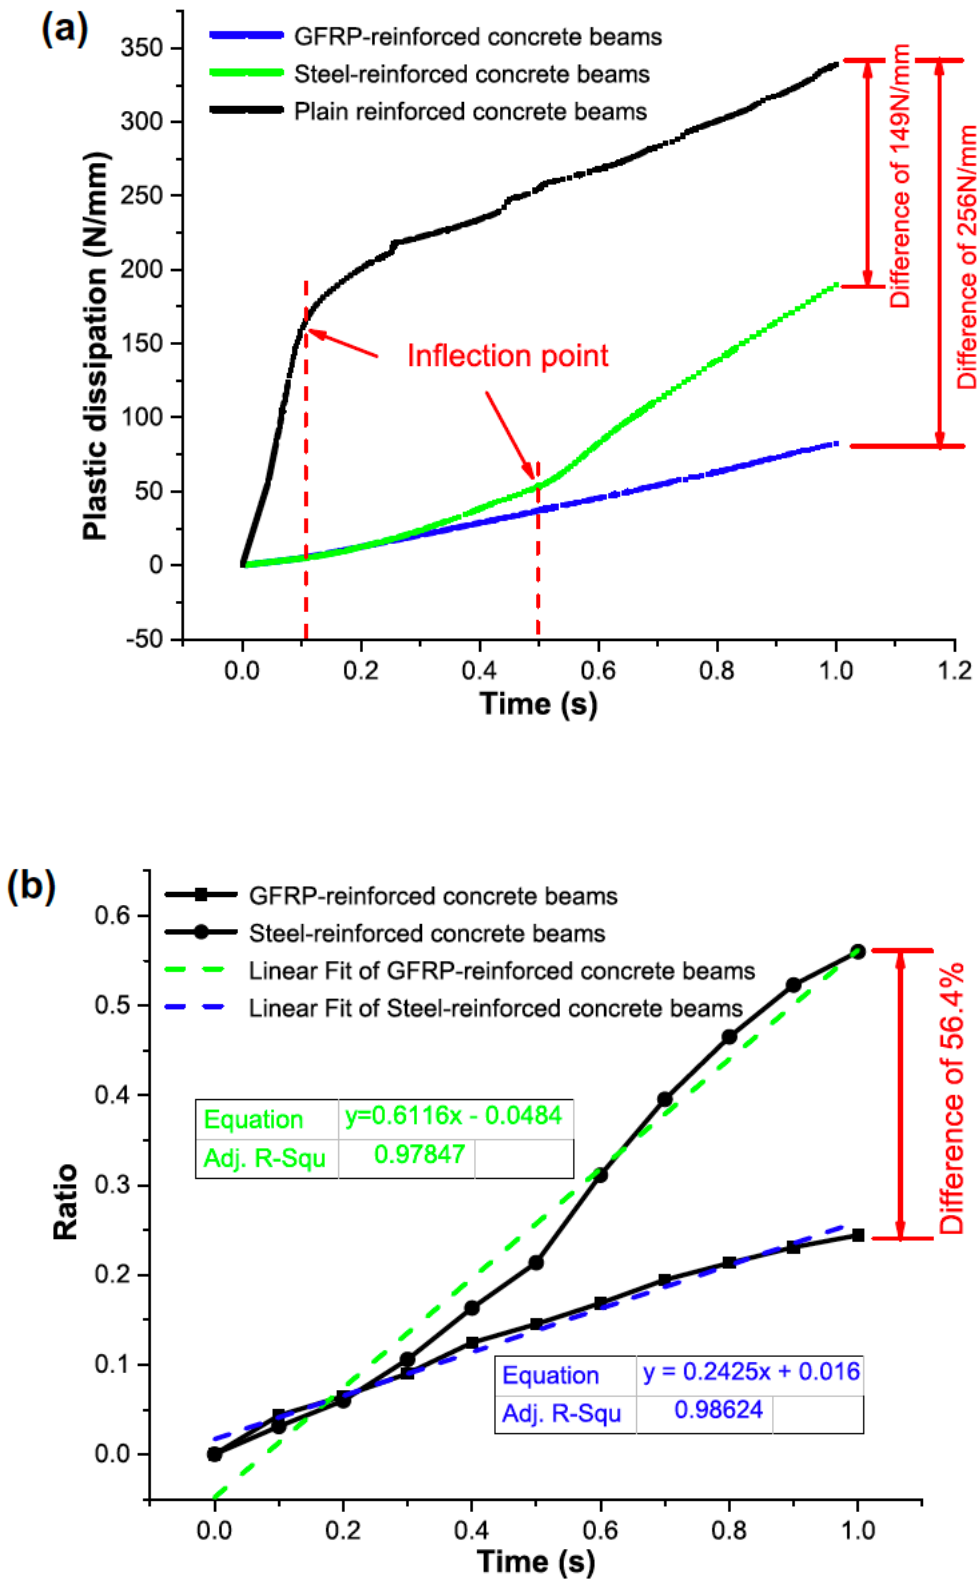 (a)
GFRP-reinforced concrete beams
Steel-reinforced concrete beams
Plain reinforced concrete beams
350
300
250
200
150
100
50
0
-50
Plastic dissipation (N/mm)
Inflection point
Difference of 149N/mm
Difference of 256N/mm
0.0 0.2 0.4 0.6 0.8 1.0 1.2
Time (s)
(b)
GFRP-reinforced concrete beams
Steel-reinforced concrete beams
Linear Fit of GFRP-reinforced concrete beams
Linear Fit of Steel-reinforced concrete beams
0.6
0.5
0.4
0.3
0.2
0.1
0.0
Ratio
Equation y=0.6116x - 0.0484
Adj. R-Squ 0.97847
Equation y = 0.2425x + 0.016
Adj. R-Squ 0.98624
Difference of 56.4%
0.0 0.2 0.4 0.6 0.8 1.0
Time (s)